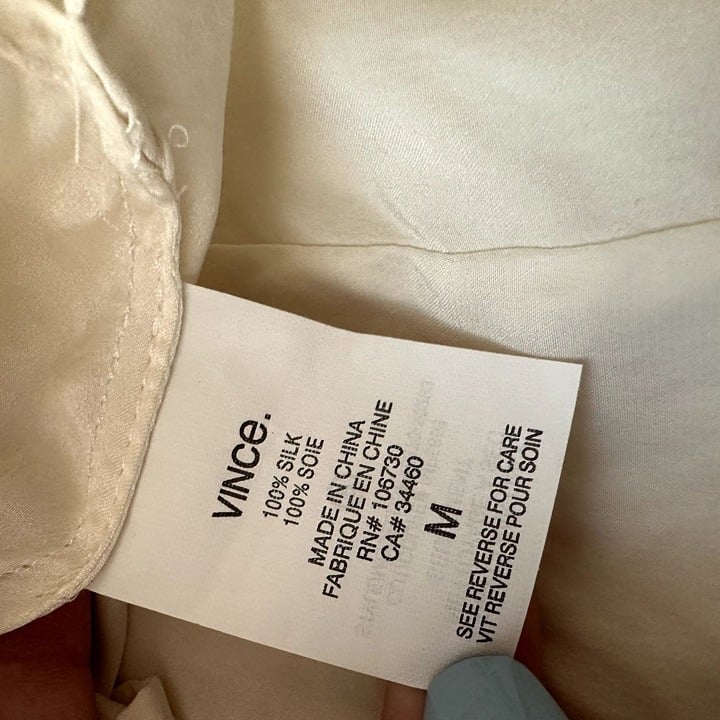 VINCE.
100% SILK
100% SOIE
MADE IN CHINA
FABRIQUE EN CHINE
RN# 106730
CA# 34460
M
SEE REVERSE FOR CARE
VIT REVERSE POUR SOIN